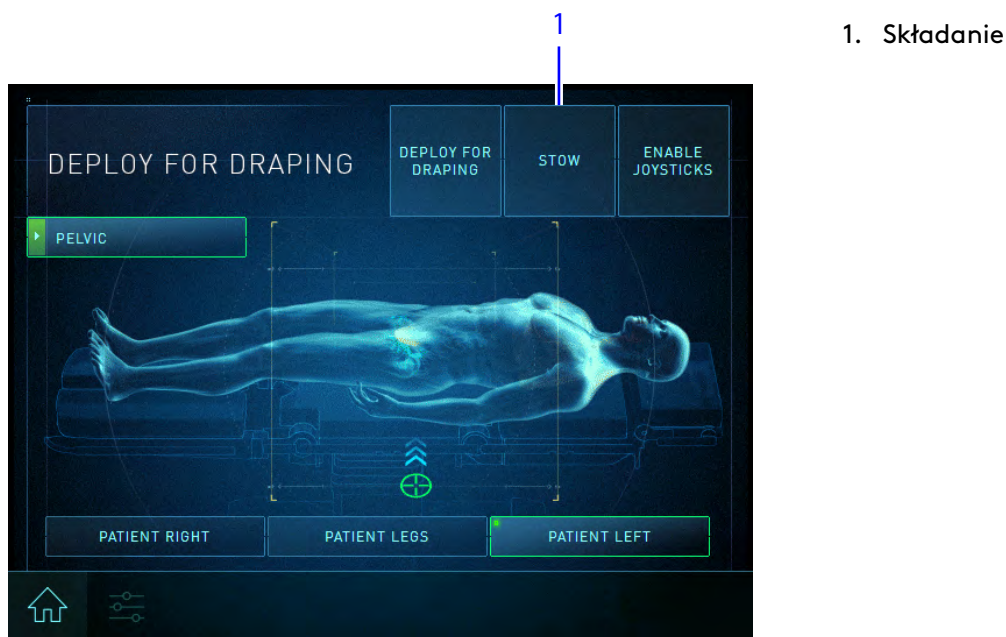 1
1. Składanie
DEPLOY FOR DRAPING
DEPLOY FOR
DRAPING
STOW
ENABLE
JOYSTICKS
PELVIC
PATIENT RIGHT
PATIENT LEGS
PATIENT LEFT